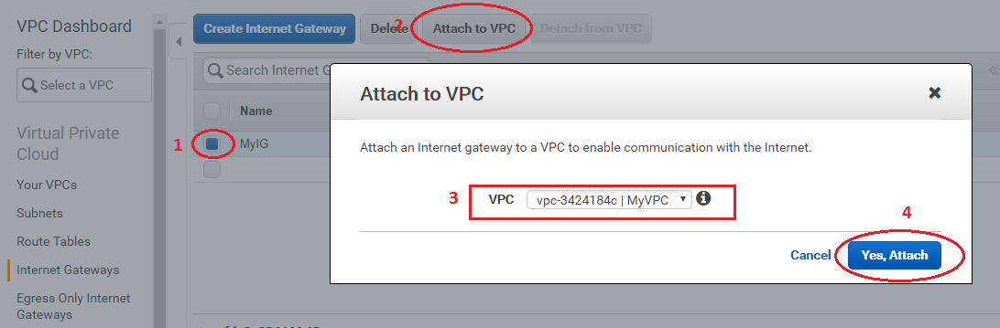 VPC Dashboard
Filter by VPC:
Select a VPC
Virtual Private
Cloud
Your VPCs
Subnets
Route Tables
Internet Gateways
Egress Only Internet
Gateways
Create Internet Gateway
Delete
2
Attach to VPC
Detach from VPC
Search Internet G
Name
1
MyIG
Attach to VPC
Attach an Internet gateway to a VPC to enable communication with the Internet.
3
VPC
vpc-3424184c | MyVPC
4
Cancel
Yes, Attach